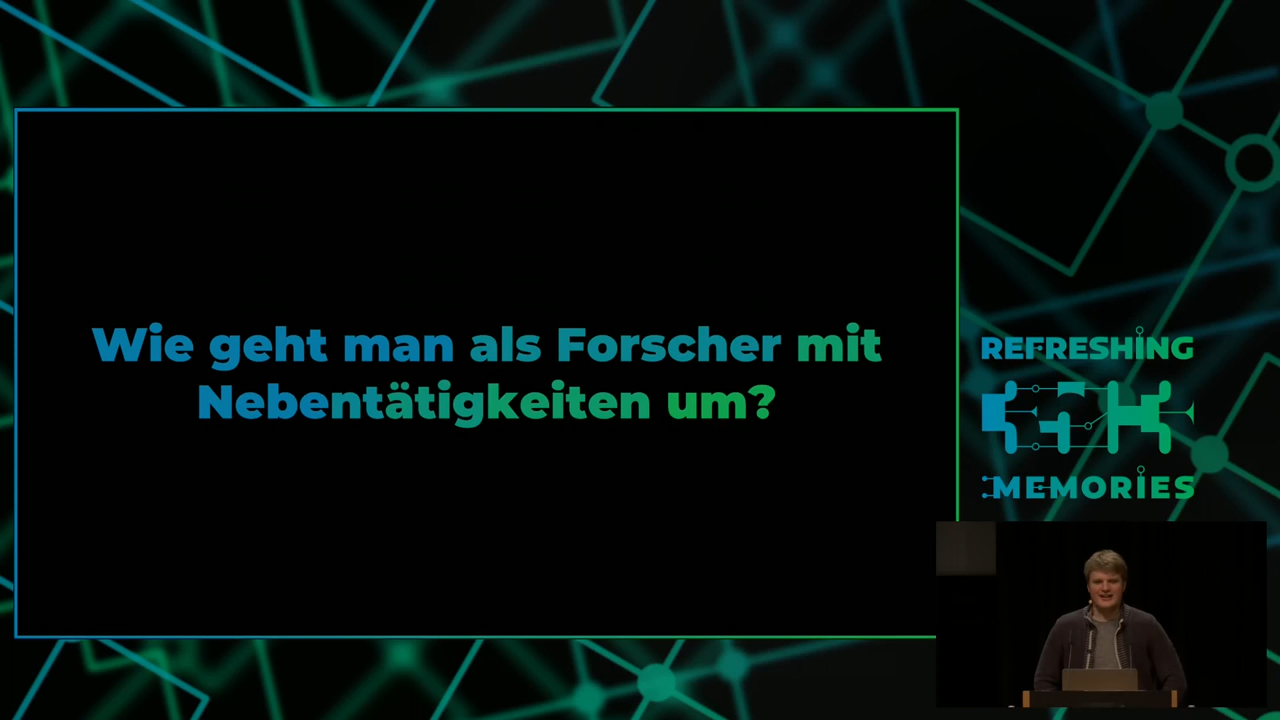 Wie geht man als Forscher mit
Nebentätigkeiten um?
REFRESHING
MEMORIES